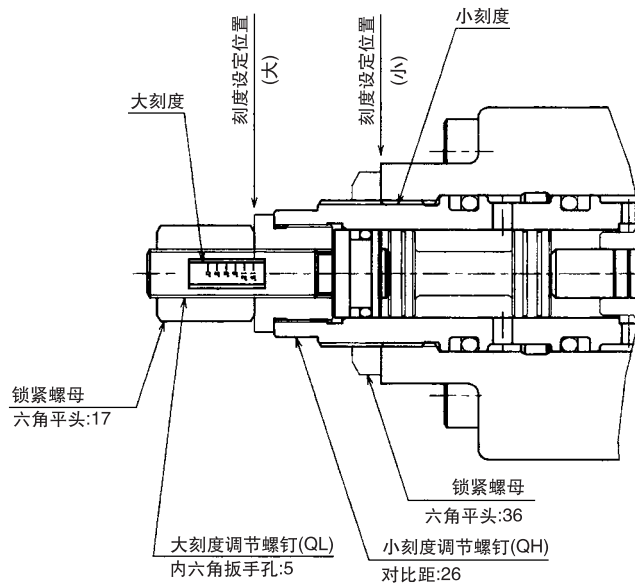 小刻度
刻度设定位置
(大)
刻度设定位置
(小)
大刻度
锁紧螺母
六角平头:17
锁紧螺母
六角平头:36
大刻度调节螺钉(QL)
内六角扳手孔:5
小刻度调节螺钉(QH)
对比距:26